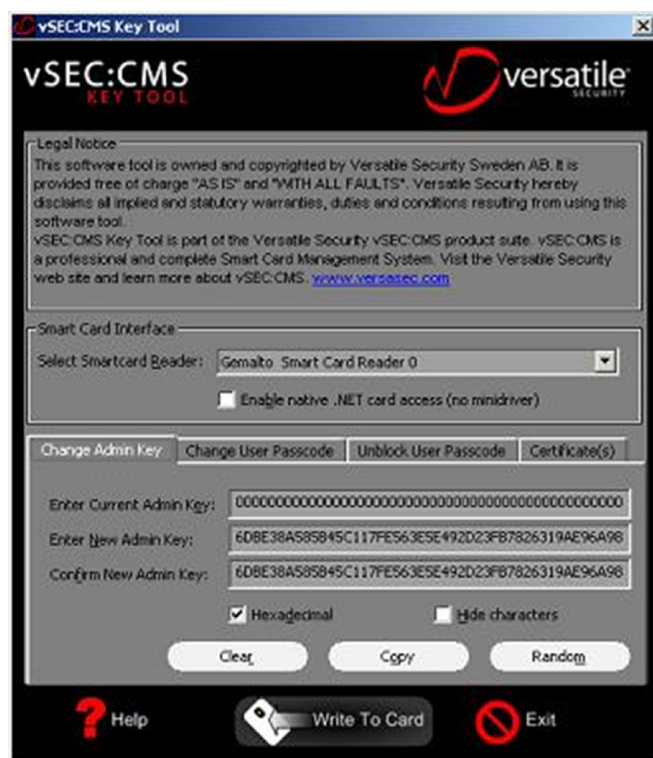 vSEC:CMS Key Tool
vSEC:CMS
KEY TOOL
versatile
SECURITY
Legal Notice
This software tool is owned and copyrighted by Versatile Security Sweden AB. It is
provided free of charge "AS IS" and "WITH ALL FAULTS". Versatile Security hereby
disclaims all implied and statutory warranties, duties and conditions resulting from using this
software tool.
vSEC:CMS Key Tool is part of the Versatile Security vSEC:CMS product suite. vSEC:CMS is
a professional and complete Smart Card Management System. Visit the Versatile Security
web site and learn more about vSEC:CMS. www.versasec.com
Smart Card Interface
Select Smartcard Reader: Gemalto Smart Card Reader 0
Enable native .NET card access (no minidriver)
Change Admin Key Change User Passcode Unblock User Passcode Certificate(s)
Enter Current Admin Key: 000000000000000000000000000000000000000000000000
Enter New Admin Key: 6DBE38A585B45C117FE563E5E492D23FB7826319AE96A98
Confirm New Admin Key: 6DBE38A585B45C117FE563E5E492D23FB7826319AE96A98
Hexadecimal Hide characters
Clear Copy Random
Help Write To Card Exit